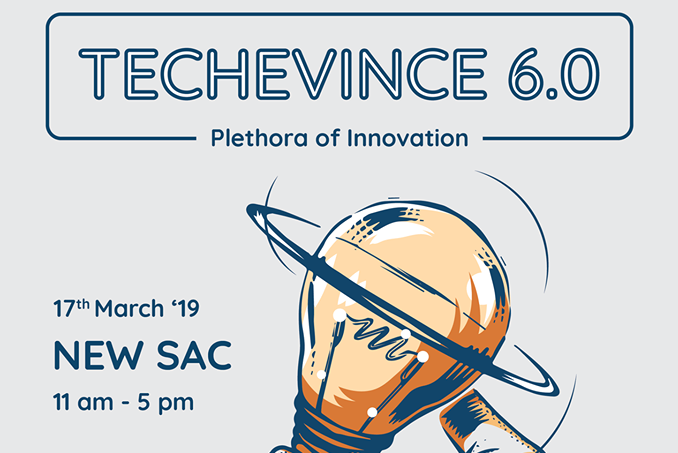 TECHEVINCE 6.0
Plethora of Innovation
17th March ‘19
NEW SAC
11 am - 5 pm